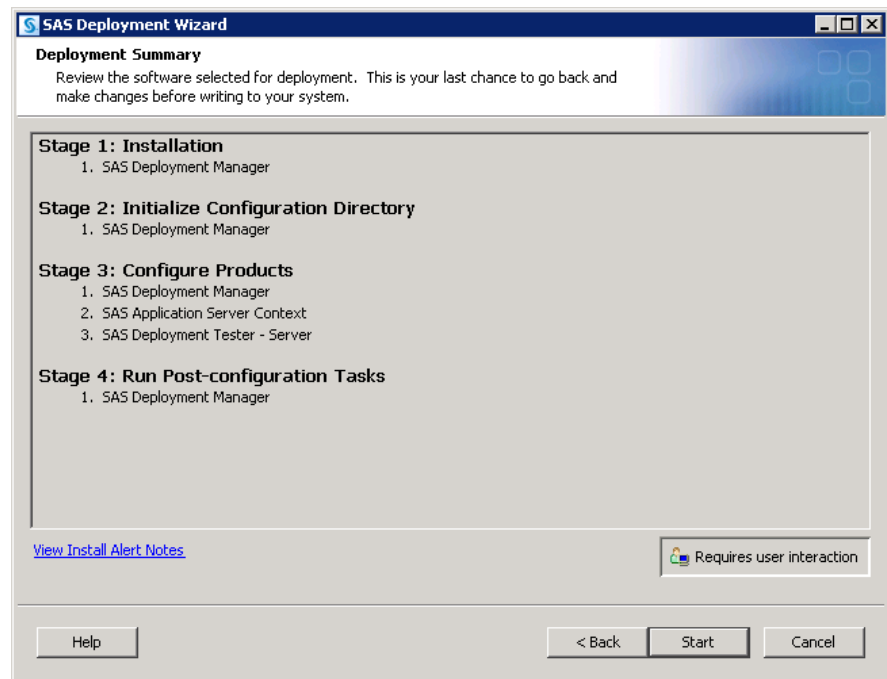 SAS Deployment Wizard
Deployment Summary
Review the software selected for deployment. This is your last chance to go back and
make changes before writing to your system.
Stage 1: Installation
1. SAS Deployment Manager
Stage 2: Initialize Configuration Directory
1. SAS Deployment Manager
Stage 3: Configure Products
1. SAS Deployment Manager
2. SAS Application Server Context
3. SAS Deployment Tester - Server
Stage 4: Run Post-configuration Tasks
1. SAS Deployment Manager
View Install Alert Notes
Requires user interaction
Help
< Back
Start
Cancel